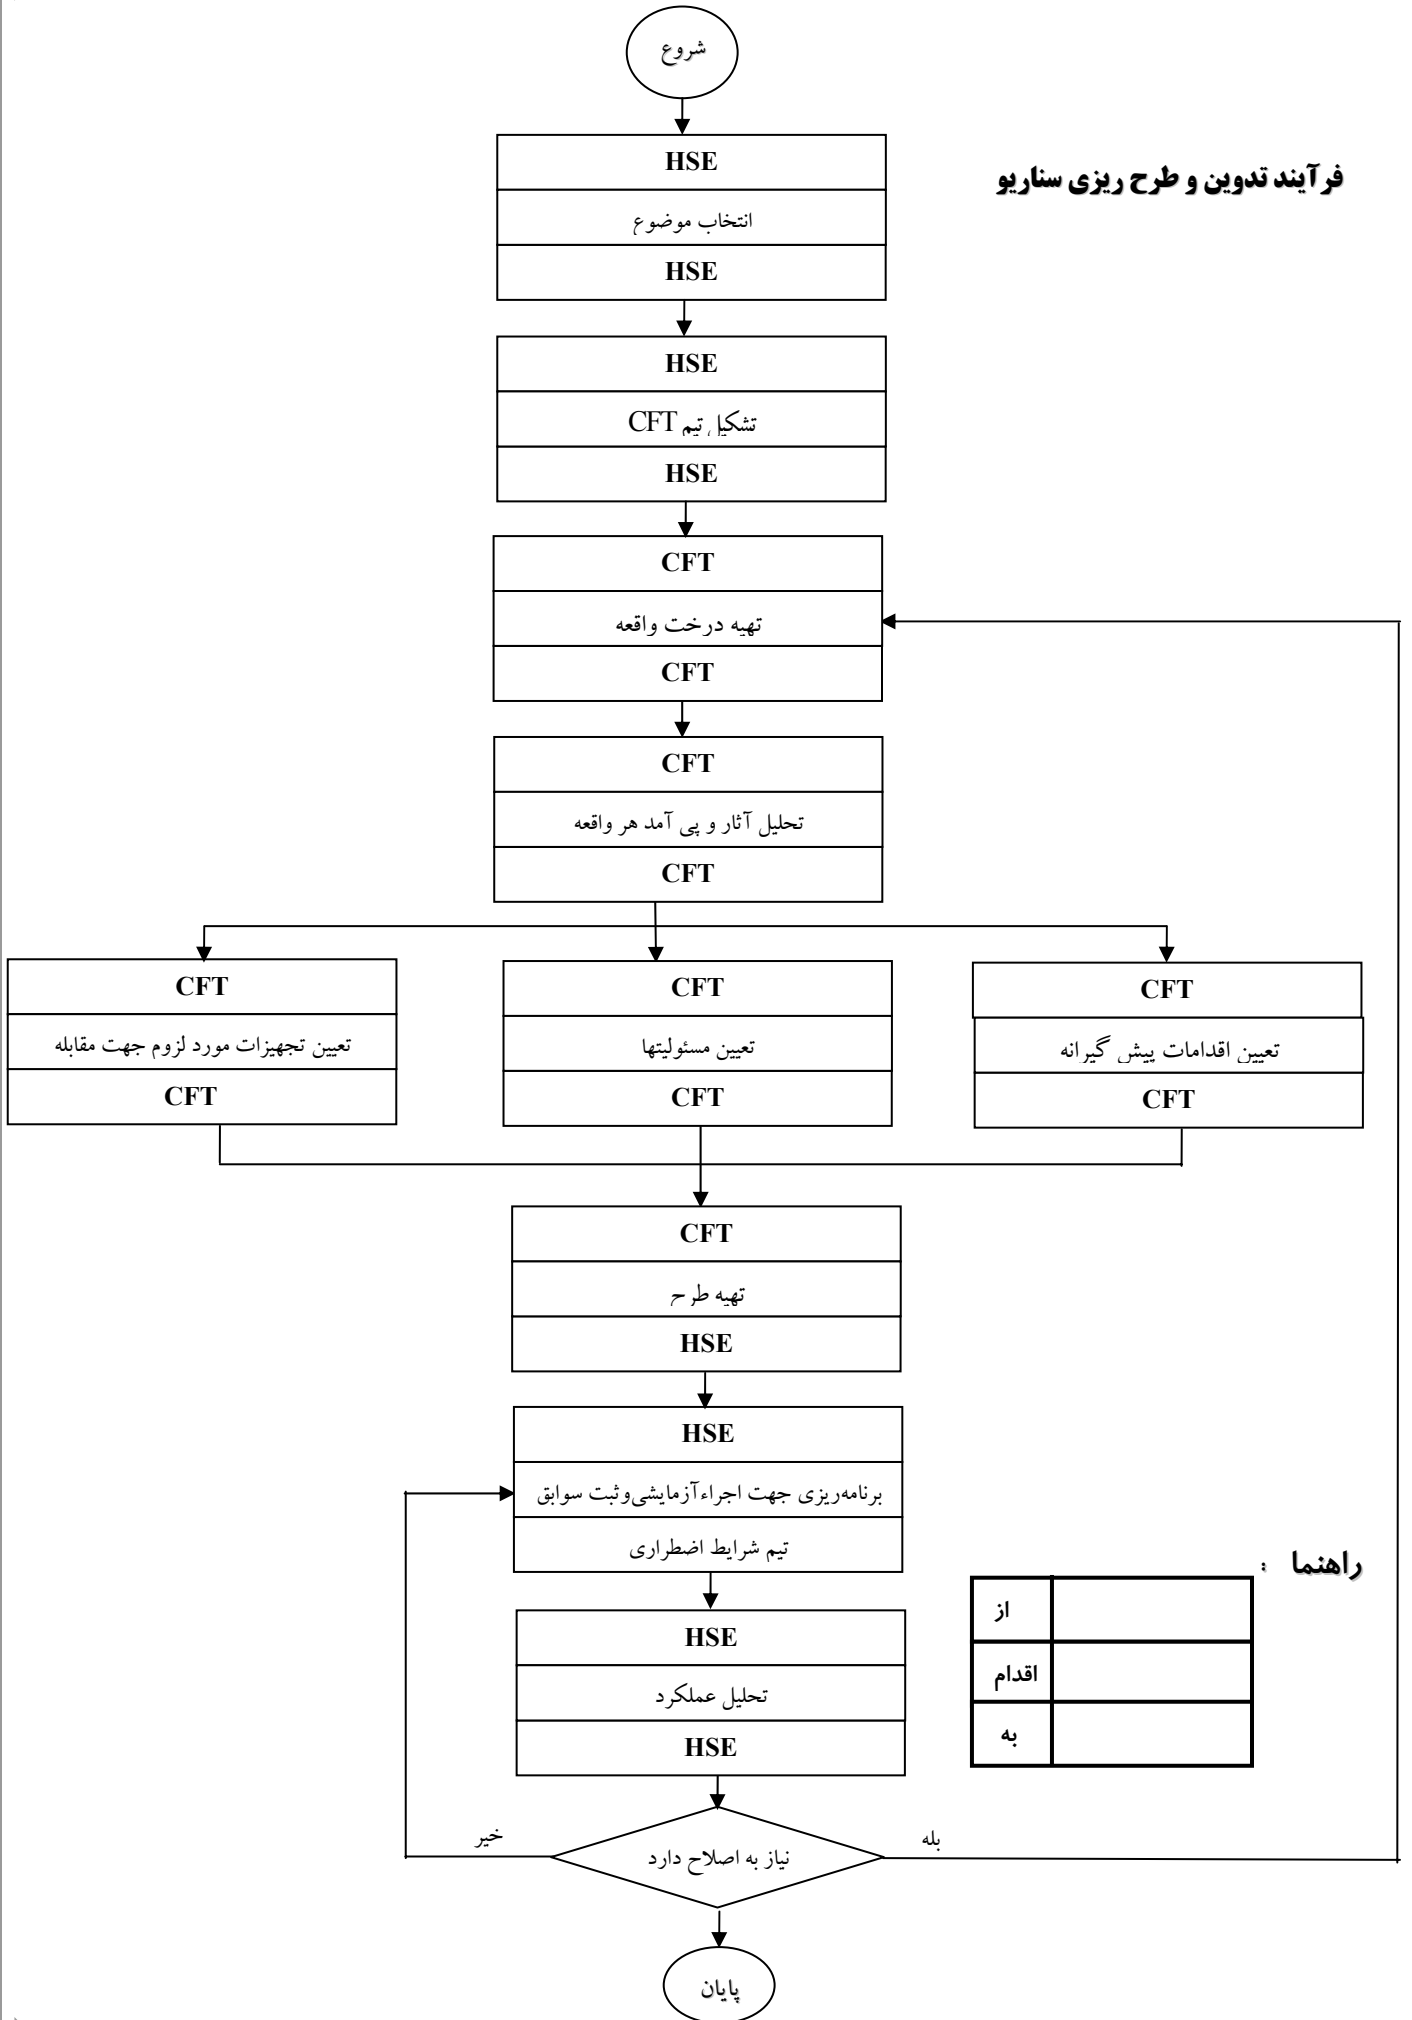 شروع
فرآیند تدوین و طرح ریزی سناریو
HSE
انتخاب موضوع
HSE
HSE
تشکیل تیم CFT
HSE
CFT
تهیه درخت واقعه
CFT
CFT
تحلیل آثار و پی آمد هر واقعه
CFT
CFT
تعیین اقدامات پیش گیرانه
CFT
CFT
تعیین مسئولیتها
CFT
CFT
تعیین تجهیزات مورد لزوم جهت مقابله
CFT
CFT
تهیه طرح
HSE
HSE
برنامه‌ریزی جهت اجراءآزمایشی‌وثبت سوابق
تیم شرایط اضطراری
راهنما :
از
اقدام
به
HSE
تحلیل عملکرد
HSE
بله
نیاز به اصلاح دارد
خیر
پایان